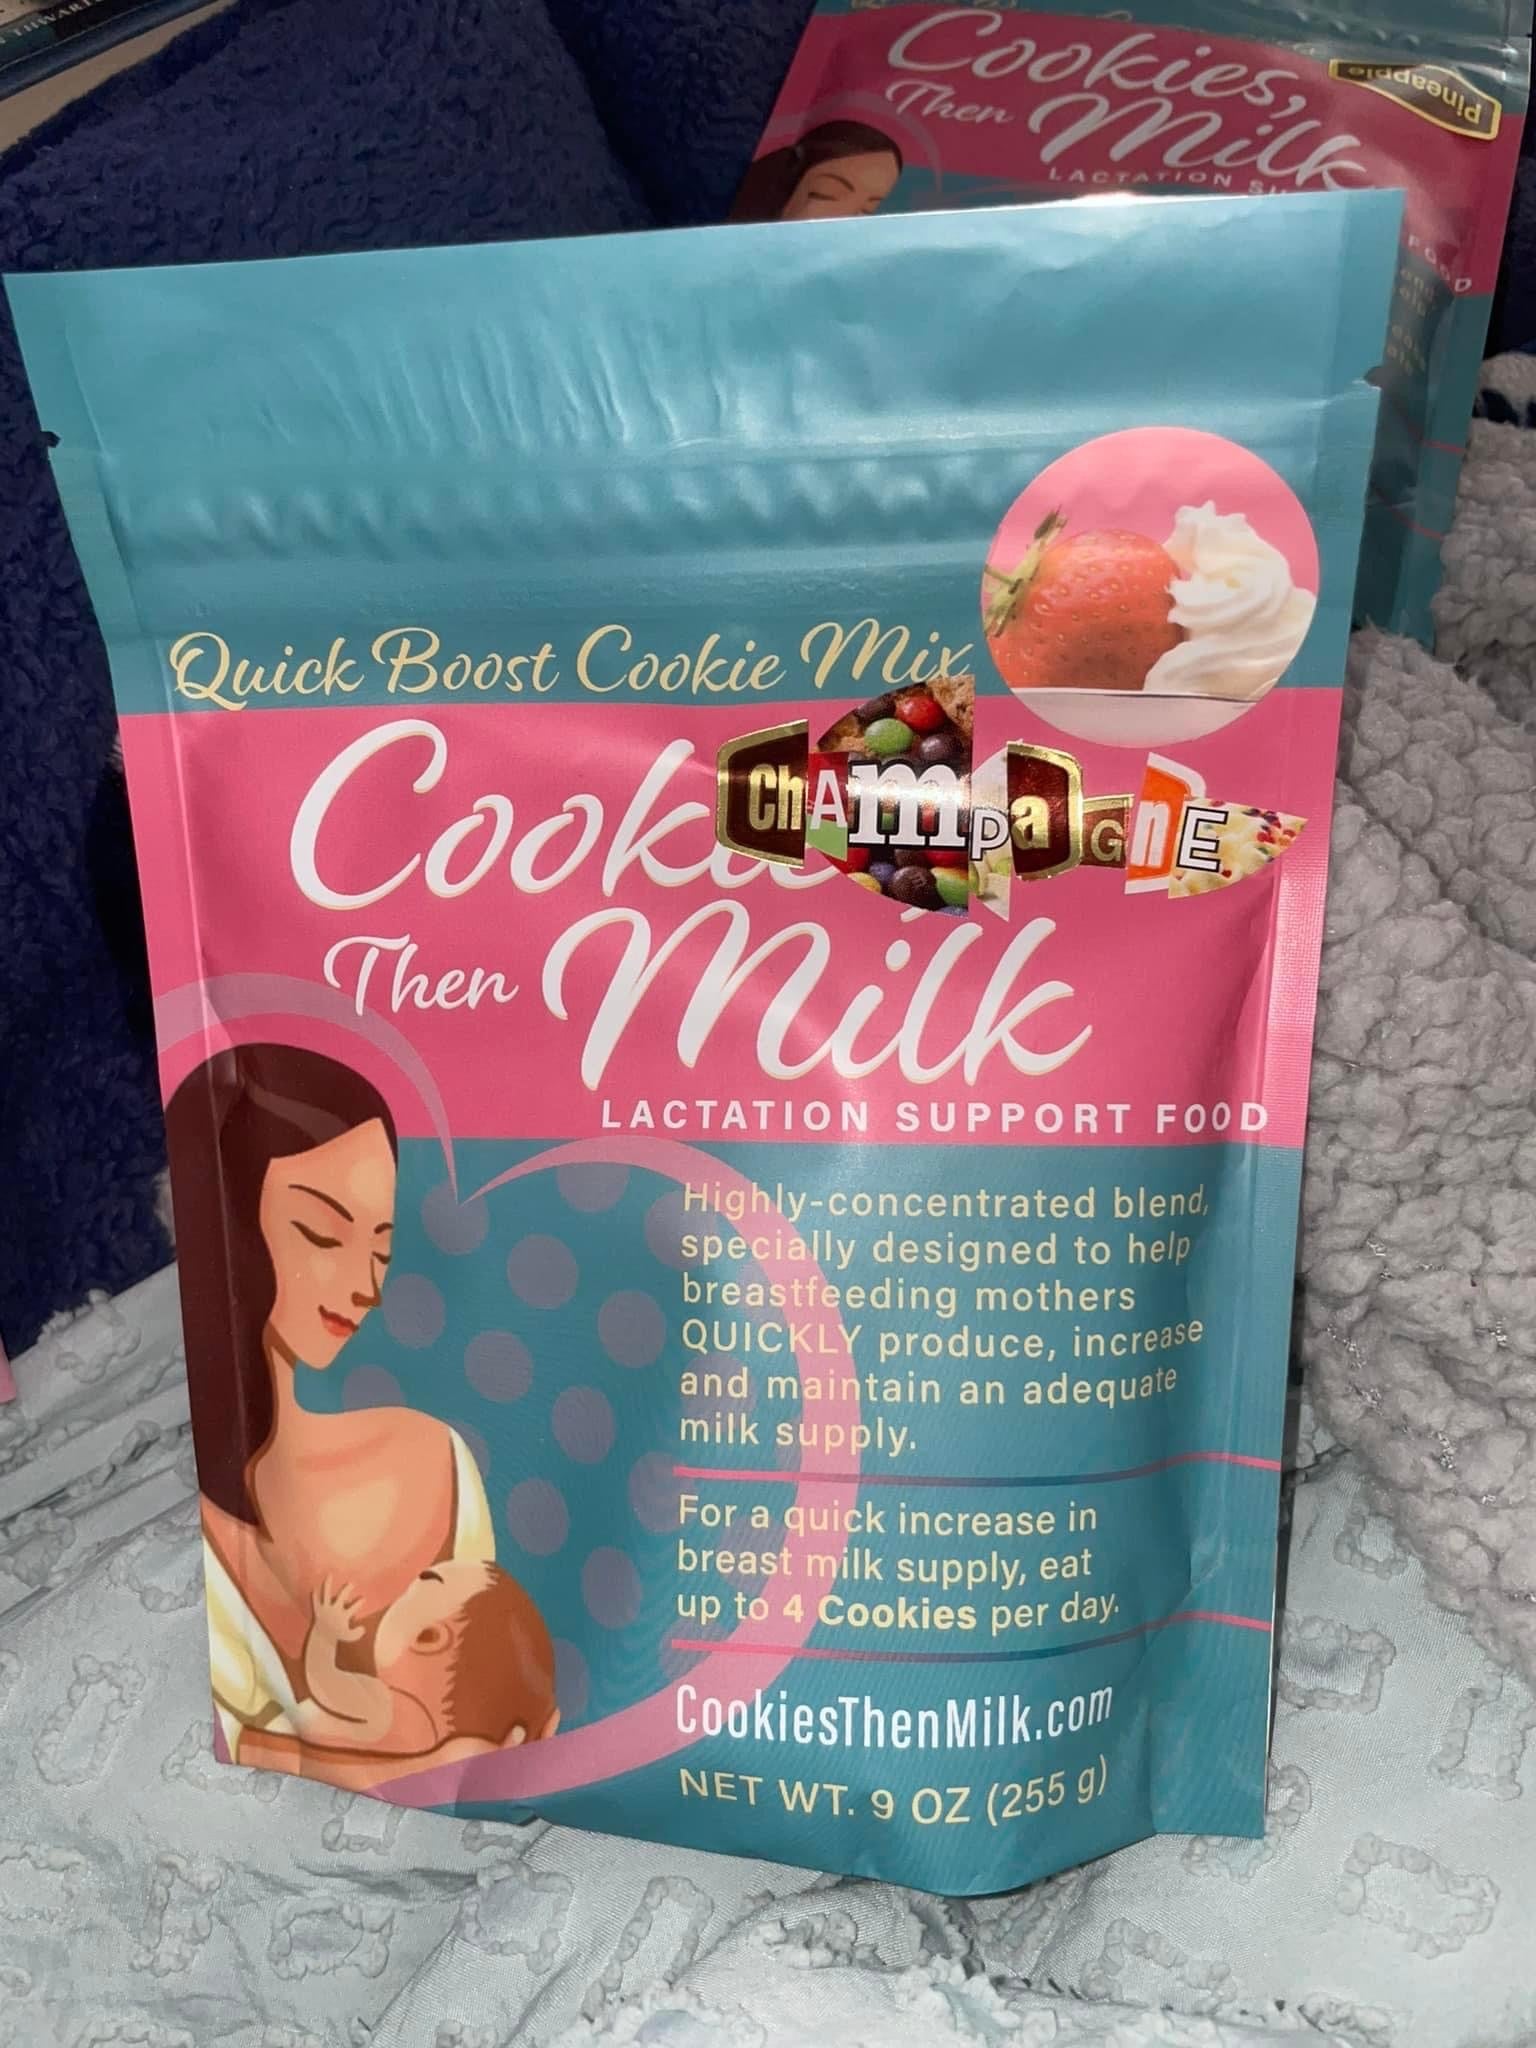 Cookies,
Then Milk
LACTATION
Pineapple
Quick Boost Cookie Mix
Cookie
ChAmpaGnE
Then Milk
LACTATION SUPPORT FOOD
Highly-concentrated blend,
specially designed to help
breastfeeding mothers
QUICKLY produce, increase
and maintain an adequate
milk supply.
For a quick increase in
breast milk supply, eat
up to 4 Cookies per day.
CookiesThenMilk.com
NET WT. 9 OZ (255 g)